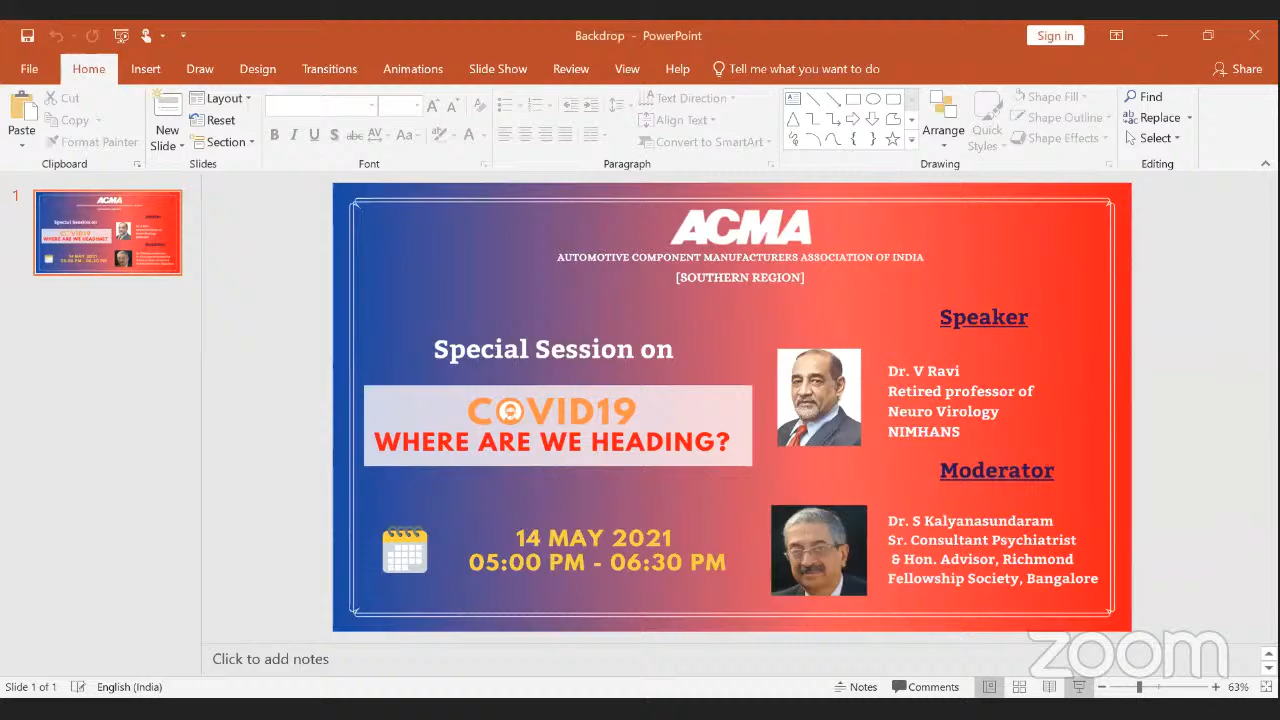 Backdrop - PowerPoint
Sign in
File
Home
Insert
Draw
Design
Transitions
Animations
Slide Show
Review
View
Help
Tell me what you want to do
Share
Paste
Cut
Copy
Format Painter
Clipboard
New
Slide
Layout
Reset
Section
Slides
Font
Text Direction
Align Text
Convert to SmartArt
Paragraph
Arrange
Quick
Styles
Shape Fill
Shape Outline
Shape Effects
Drawing
Find
Replace
Select
Editing
1
ACMA
AUTOMOTIVE COMPONENT MANUFACTURERS ASSOCIATION OF INDIA
[SOUTHERN REGION]
Special Session on
COVID19
WHERE ARE WE HEADING?
14 MAY 2021
05:00 PM - 06:30 PM
Speaker
Dr. V Ravi
Retired professor of
Neuro Virology
NIMHANS
Moderator
Dr. S Kalyanasundaram
Sr. Consultant Psychiatrist
& Hon. Advisor, Richmond
Fellowship Society, Bangalore
Click to add notes
zoom
Slide 1 of 1
English (India)
Notes
Comments
63%